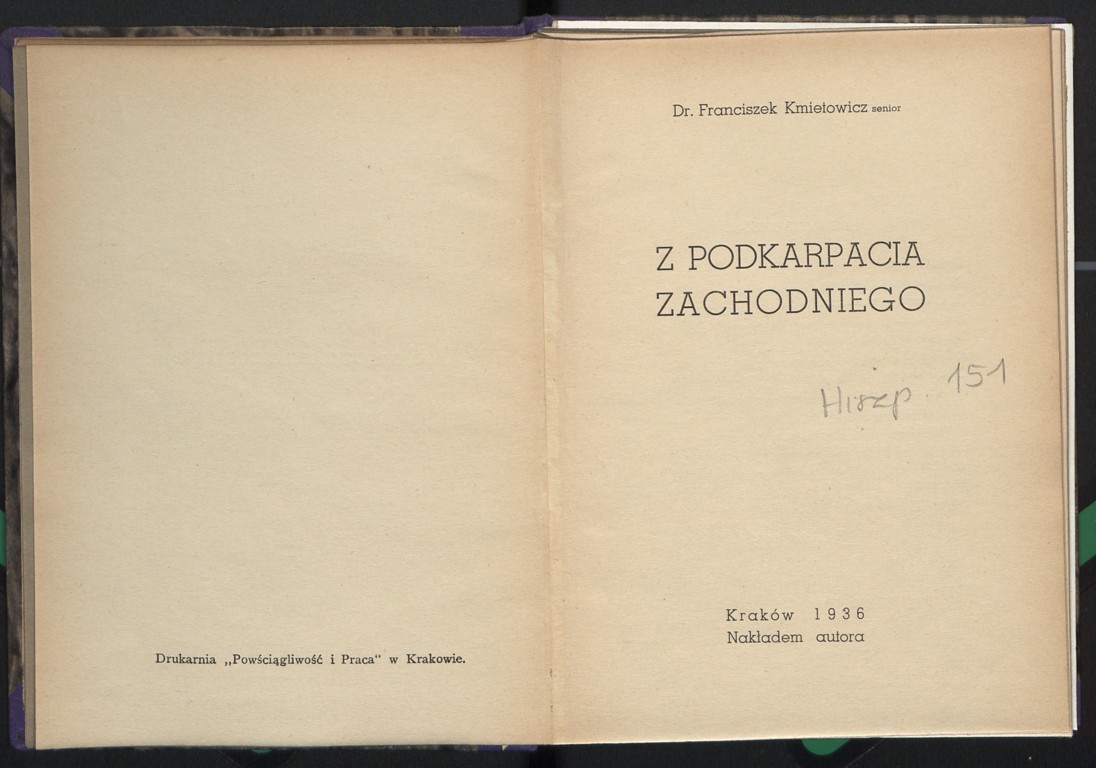 Drukarnia „Powściągliwość i Praca“ w Krakowie.
Dr. Franciszek Kmietowicz senior
Z PODKARPACIA
ZACHODNIEGO
Hiszp. 151
Kraków 1936
Nakładem autora